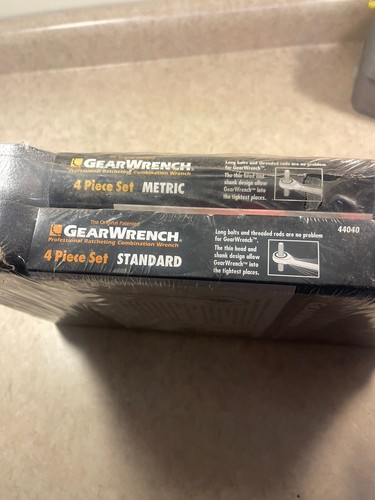 GEARWRENCH
Professional Ratcheting Combination Wrench
4 Piece Set METRIC
Long bolts and threaded rods are no problem
for GearWrench™.
The thin head and
shank design allow
GearWrench™ into
the tightest places.
The Original Patented
GEARWRENCH
Professional Ratcheting Combination Wrench
4 Piece Set STANDARD
Long bolts and threaded rods are no problem
for GearWrench™.
The thin head and
shank design allow
GearWrench™ into
the tightest places.
44040